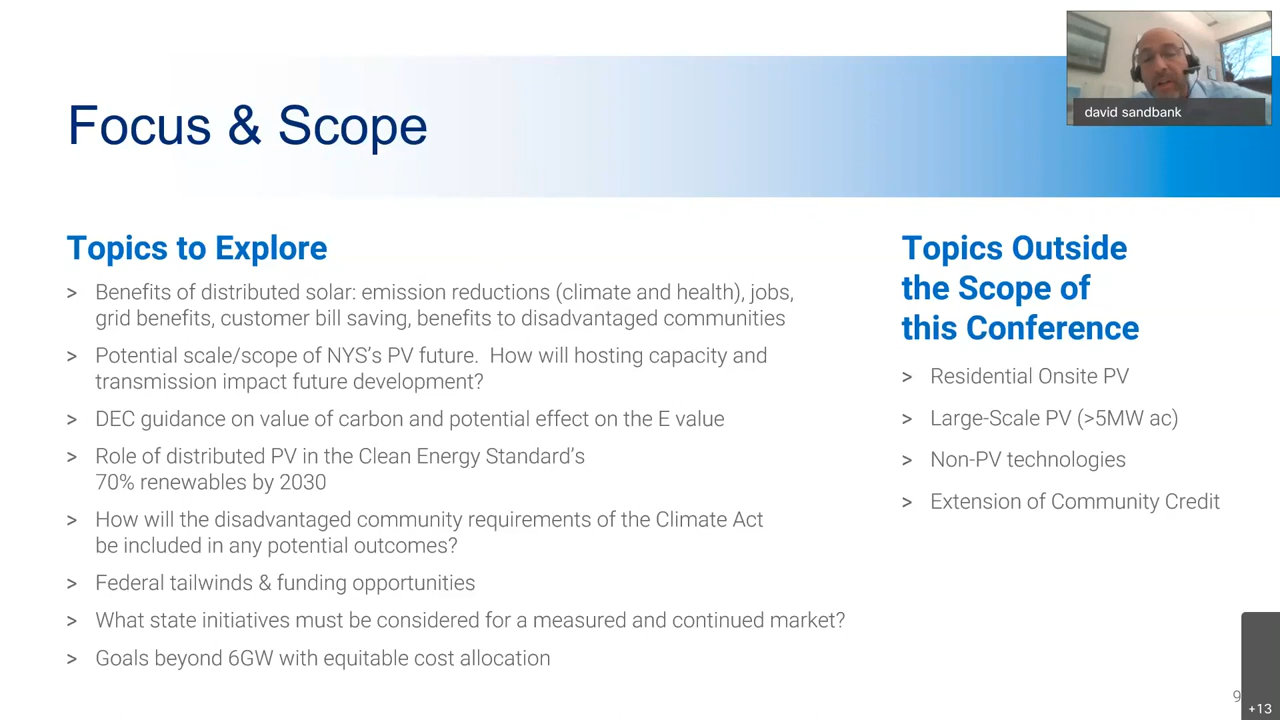 david sandbank
Focus & Scope
Topics to Explore
> Benefits of distributed solar: emission reductions (climate and health), jobs,
grid benefits, customer bill saving, benefits to disadvantaged communities
> Potential scale/scope of NYS's PV future. How will hosting capacity and
transmission impact future development?
> DEC guidance on value of carbon and potential effect on the E value
> Role of distributed PV in the Clean Energy Standard's
70% renewables by 2030
> How will the disadvantaged community requirements of the Climate Act
be included in any potential outcomes?
> Federal tailwinds & funding opportunities
> What state initiatives must be considered for a measured and continued market?
> Goals beyond 6GW with equitable cost allocation
Topics Outside
the Scope of
this Conference
> Residential Onsite PV
> Large-Scale PV (>5MW ac)
> Non-PV technologies
> Extension of Community Credit
9
+13